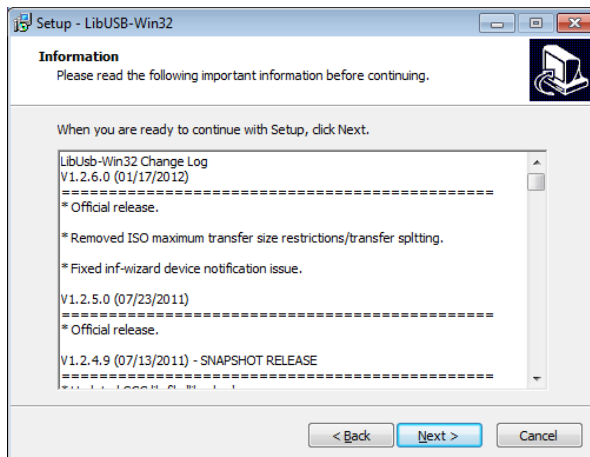 Setup - LibUSB-Win32
Information
Please read the following important information before continuing.
When you are ready to continue with Setup, click Next.
LibUsb-Win32 Change Log
V1.2.6.0 (01/17/2012)
==================================================
* Official release.
* Removed ISO maximum transfer size restrictions/transfer spltting.
* Fixed inf-wizard device notification issue.
V1.2.5.0 (07/23/2011)
==================================================
* Official release.
V1.2.4.9 (07/13/2011) - SNAPSHOT RELEASE
==================================================
< Back
Next >
Cancel